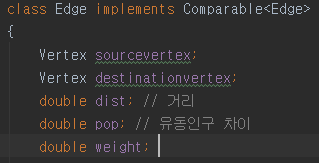 class Edge implements Comparable<Edge>
{
Vertex sourcevertex;
Vertex destinationvertex;
double dist; // 거리
double pop; // 유동인구 차이
double weight;